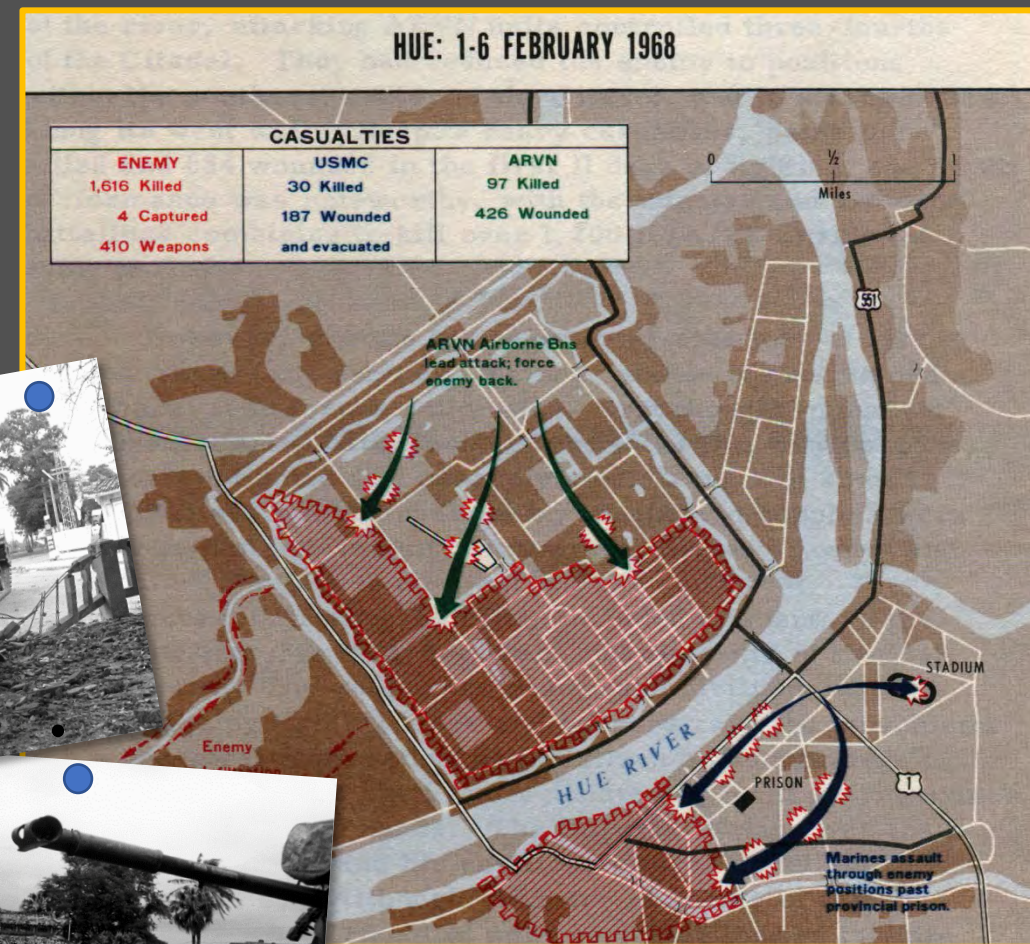 HUE: 1-6 FEBRUARY 1968
CASUALTIES
ENEMY
1,616 Killed
4 Captured
410 Weapons
USMC
30 Killed
187 Wounded
and evacuated
ARVN
97 Killed
426 Wounded
0 ½ 1
Miles
551
ARVN Airborne Bns
lead attack; force
enemy back.
STADIUM
HUE RIVER
Enemy
PRISON
1
Marines assault
through enemy
positions past
provincial prison.